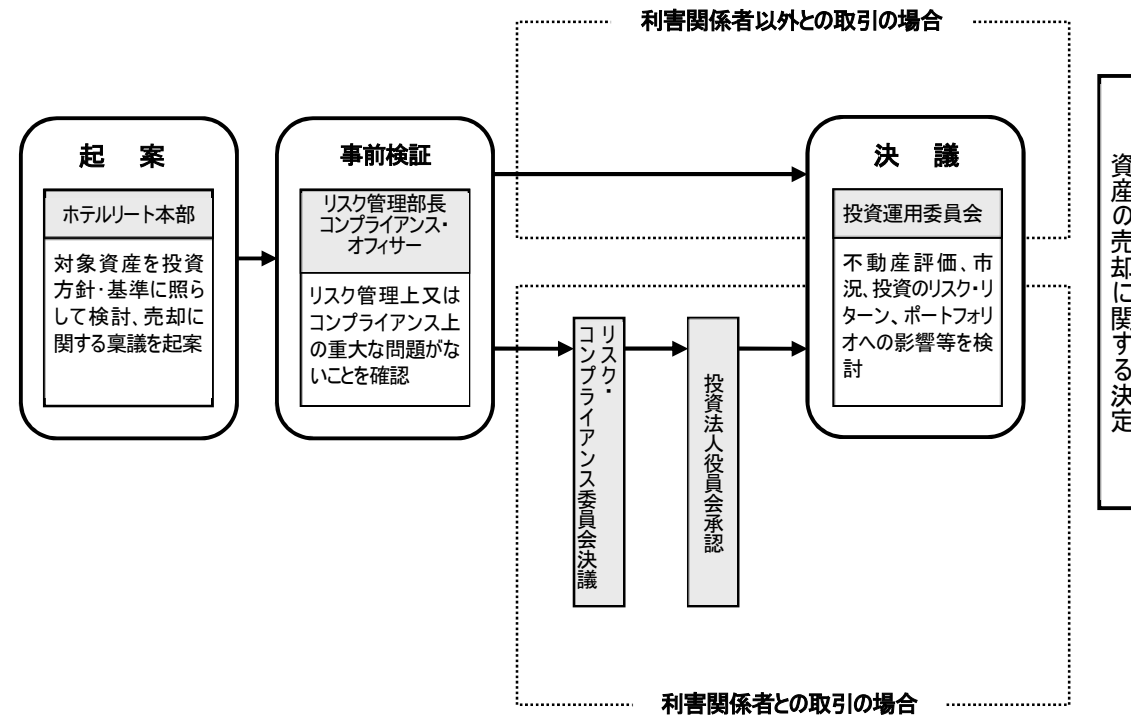 利害関係者以外との取引の場合
起 案
ホテルリート本部
対象資産を投資
方針・基準に照ら
して検討、売却に
関する稟議を起案
事前検証
リスク管理部長
コンプライアンス・
オフィサー
リスク管理上又は
コンプライアンス上
の重大な問題がな
いことを確認
リスク・
コンプライアンス委員会決議
投資法人役員会承認
決 議
投資運用委員会
不動産評価、市
況、投資のリスク・リ
ターン、ポートフォリ
オへの影響等を検
討
資産の売却に関する決定
利害関係者との取引の場合